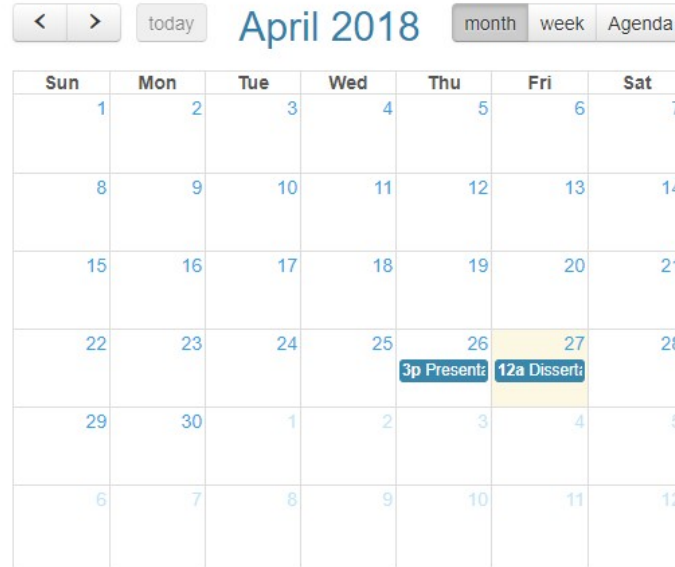 < > today April 2018 month week Agenda
Sun Mon Tue Wed Thu Fri Sat
1 2 3 4 5 6
8 9 10 11 12 13
15 16 17 18 19 20
22 23 24 25 26 27
3p Presenta 12a Disserta
29 30 1 2 3 4
6 7 8 9 10 11